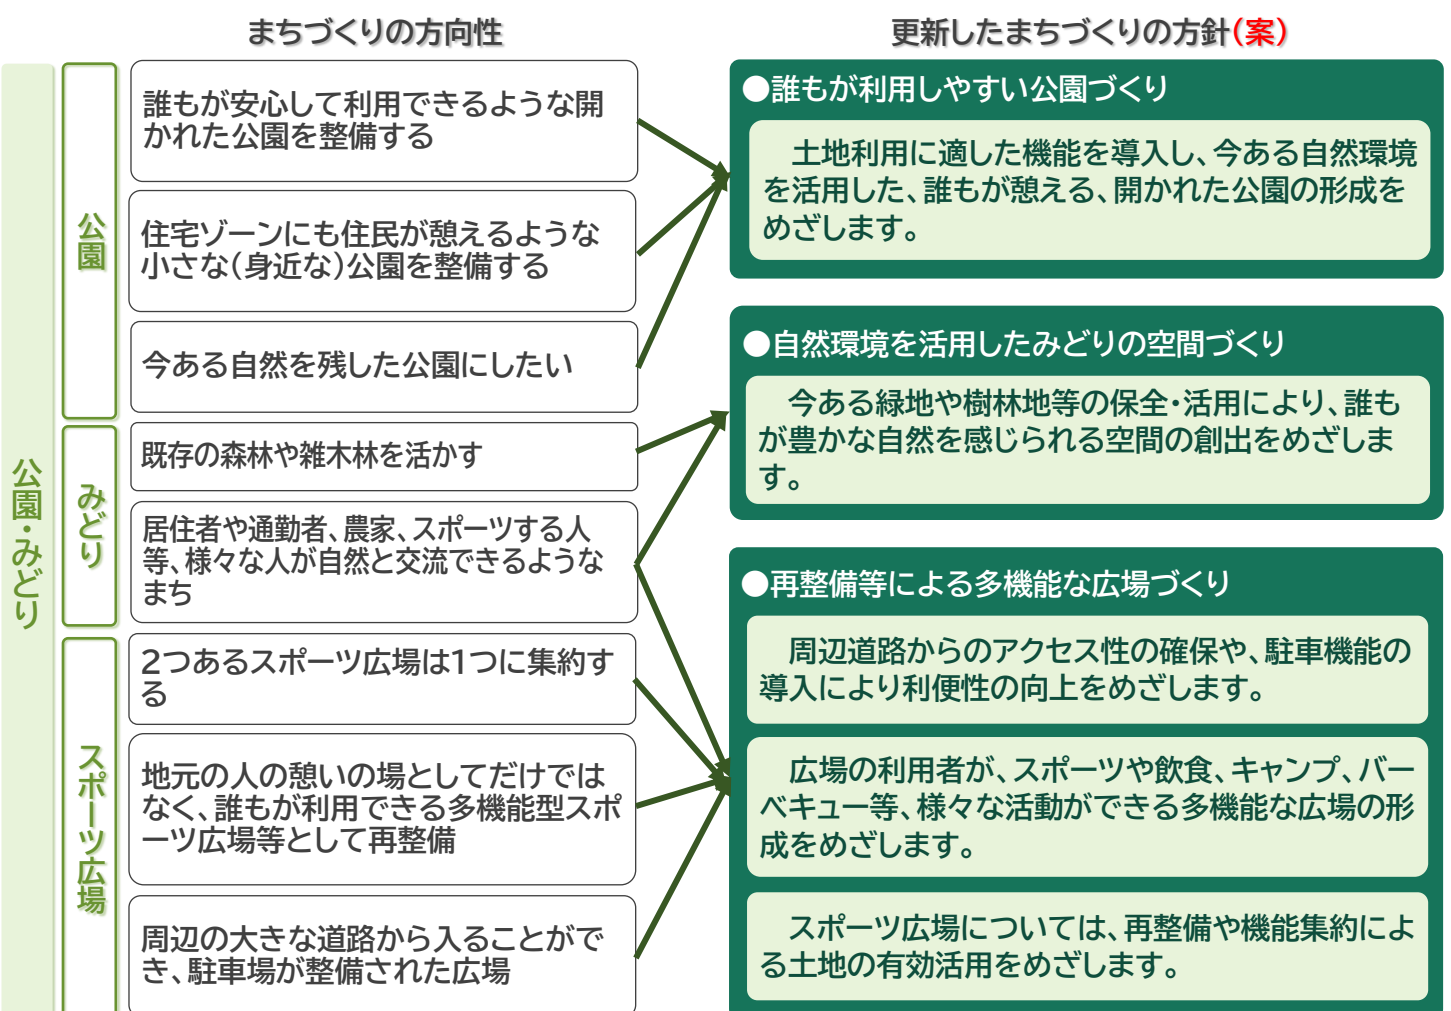 まちづくりの方向性
更新したまちづくりの方針(案)
公園・みどり
公園
誰もが安心して利用できるような開
かれた公園を整備する
住宅ゾーンにも住民が憩えるような
小さな(身近な)公園を整備する
今ある自然を残した公園にしたい
みどり
既存の森林や雑木林を活かす
居住者や通勤者、農家、スポーツする人
等、様々な人が自然と交流できるような
まち
スポーツ広場
2つあるスポーツ広場は1つに集約す
る
地元の人の憩いの場としてだけでは
なく、誰もが利用できる多機能型スポ
ーツ広場等として再整備
周辺の大きな道路から入ることがで
き、駐車場が整備された広場
●誰もが利用しやすい公園づくり
土地利用に適した機能を導入し、今ある自然環境
を活用した、誰もが憩える、開かれた公園の形成を
めざします。
●自然環境を活用したみどりの空間づくり
今ある緑地や樹林地等の保全・活用により、誰も
が豊かな自然を感じられる空間の創出をめざしま
す。
●再整備等による多機能な広場づくり
周辺道路からのアクセス性の確保や、駐車機能の
導入により利便性の向上をめざします。
広場の利用者が、スポーツや飲食、キャンプ、バー
ベキュー等、様々な活動ができる多機能な広場の形
成をめざします。
スポーツ広場については、再整備や機能集約によ
る土地の有効活用をめざします。